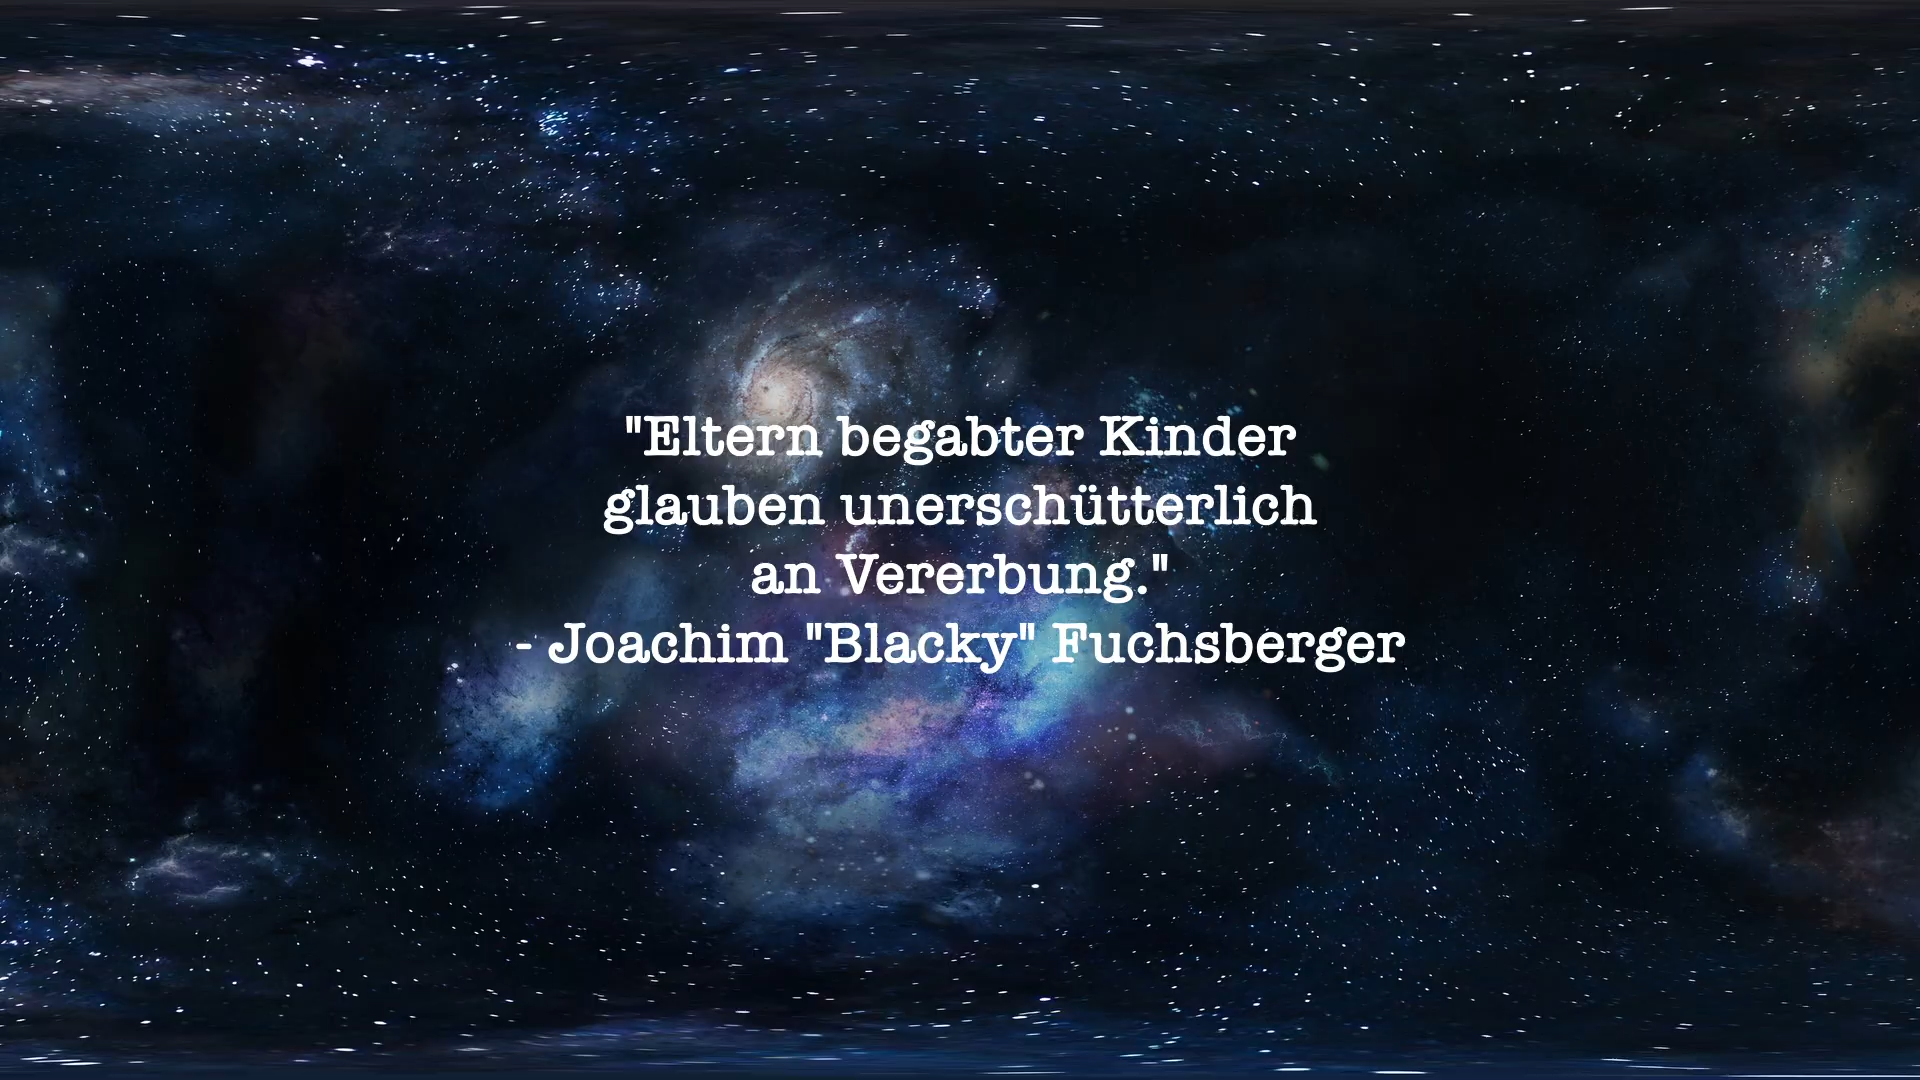 "Eltern begabter Kinder
glauben unerschütterlich
an Vererbung."
- Joachim "Blacky" Fuchsberger